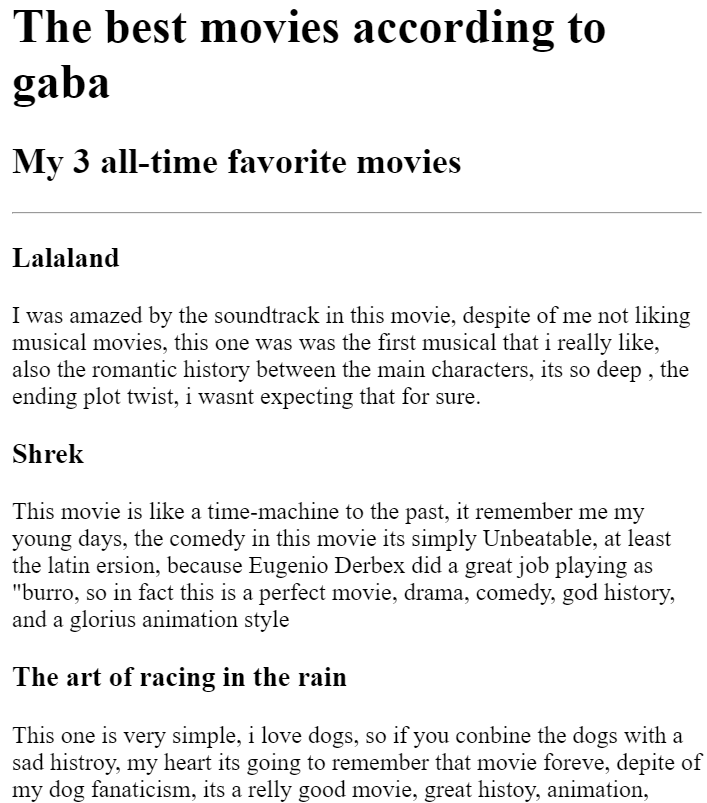 The best movies according to
gaba
My 3 all-time favorite movies
Lalaland
I was amazed by the soundtrack in this movie, despite of me not liking
musical movies, this one was was the first musical that i really like,
also the romantic history between the main characters, its so deep , the
ending plot twist, i wasnt expecting that for sure.
Shrek
This movie is like a time-machine to the past, it remember me my
young days, the comedy in this movie its simply Unbeatable, at least
the latin ersion, because Eugenio Derbex did a great job playing as
"burro, so in fact this is a perfect movie, drama, comedy, god history,
and a glorius animation style
The art of racing in the rain
This one is very simple, i love dogs, so if you conbine the dogs with a
sad histroy, my heart its going to remember that movie foreve, depite of
my dog fanaticism, its a relly good movie, great histoy, animation,